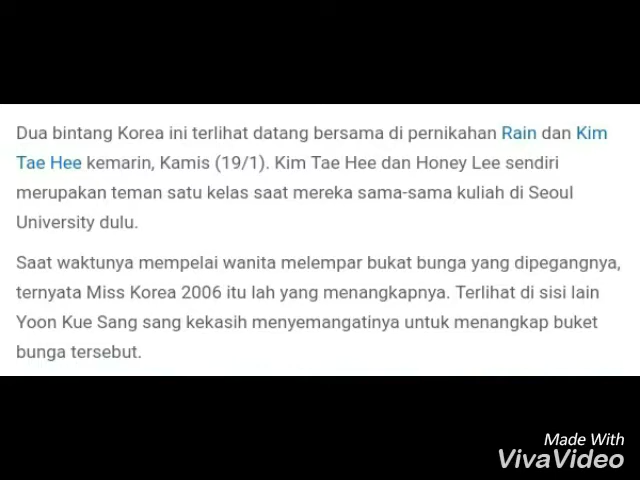 Dua bintang Korea ini terlihat datang bersama di pernikahan Rain dan Kim
Tae Hee kemarin, Kamis (19/1). Kim Tae Hee dan Honey Lee sendiri
merupakan teman satu kelas saat mereka sama-sama kuliah di Seoul
University dulu.
Saat waktunya mempelai wanita melempar bukat bunga yang dipegangnya,
ternyata Miss Korea 2006 itu lah yang menangkapnya. Terlihat di sisi lain
Yoon Kue Sang sang kekasih menyemangatinya untuk menangkap buket
bunga tersebut.
Made With
VivaVideo